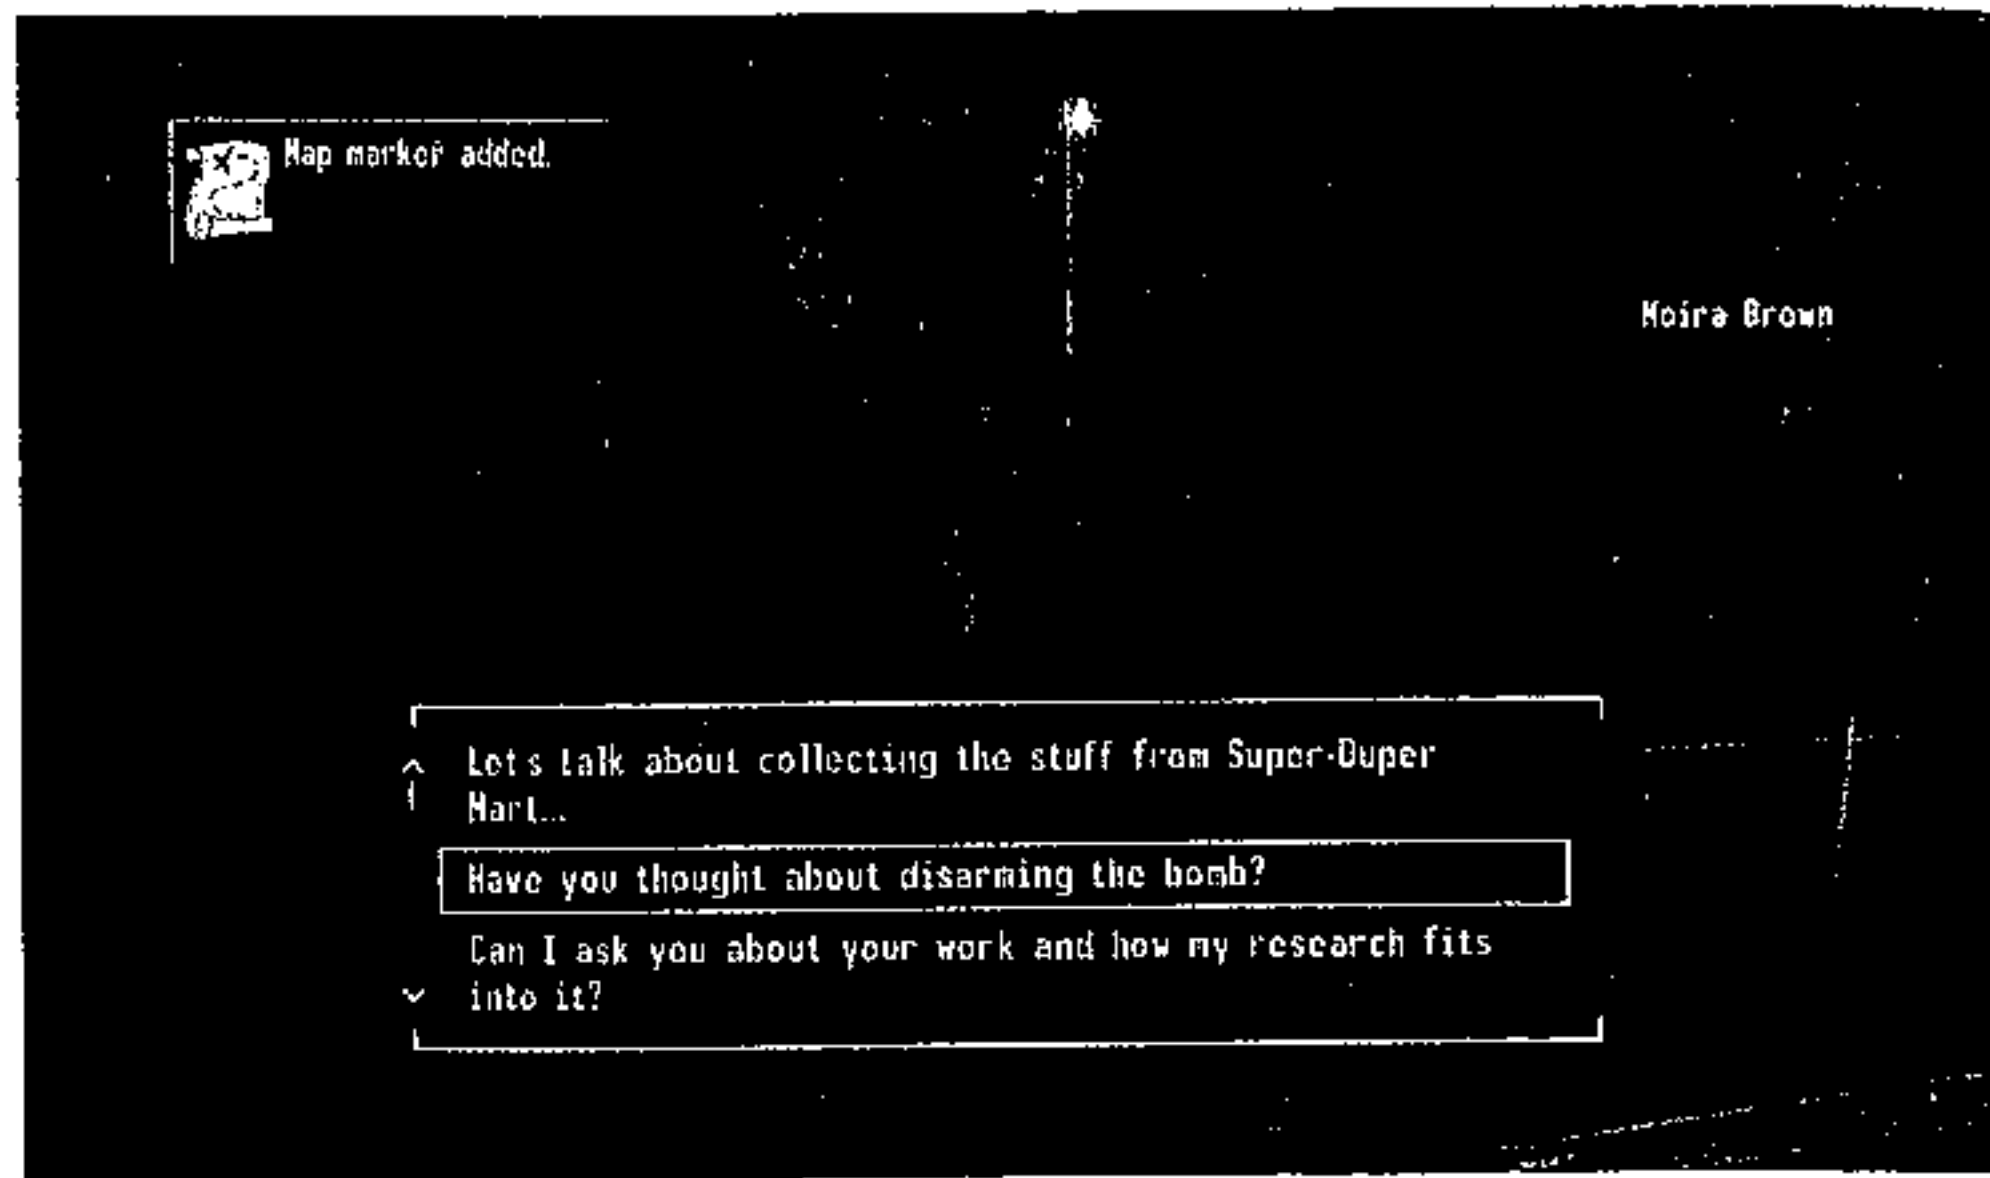 Map marker added.
Moira Brown
Let's talk about collecting the stuff from Super-Duper
Mart...
Have you thought about disarming the bomb?
Can I ask you about your work and how my research fits
into it?